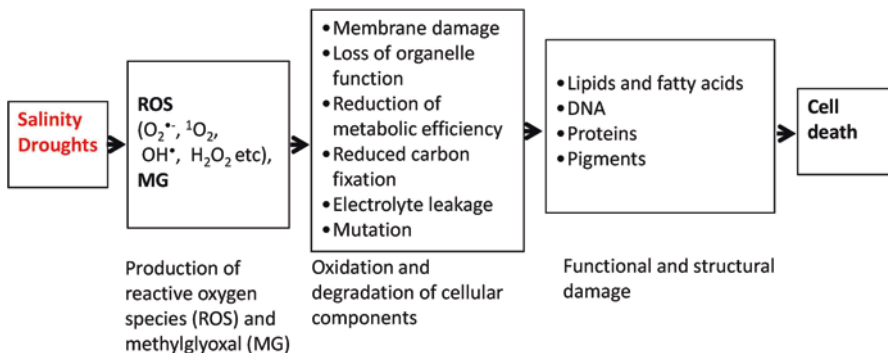 Salinity
Droughts
ROS
(O₂•-, ¹O₂,
OH•, H₂O₂ etc),
MG
•Membrane damage
•Loss of organelle
function
•Reduction of
metabolic efficiency
•Reduced carbon
fixation
•Electrolyte leakage
•Mutation
•Lipids and fatty acids
•DNA
•Proteins
•Pigments
Cell
death
Production of
reactive oxygen
species (ROS) and
methylglyoxal (MG)
Oxidation and
degradation of cellular
components
Functional and structural
damage